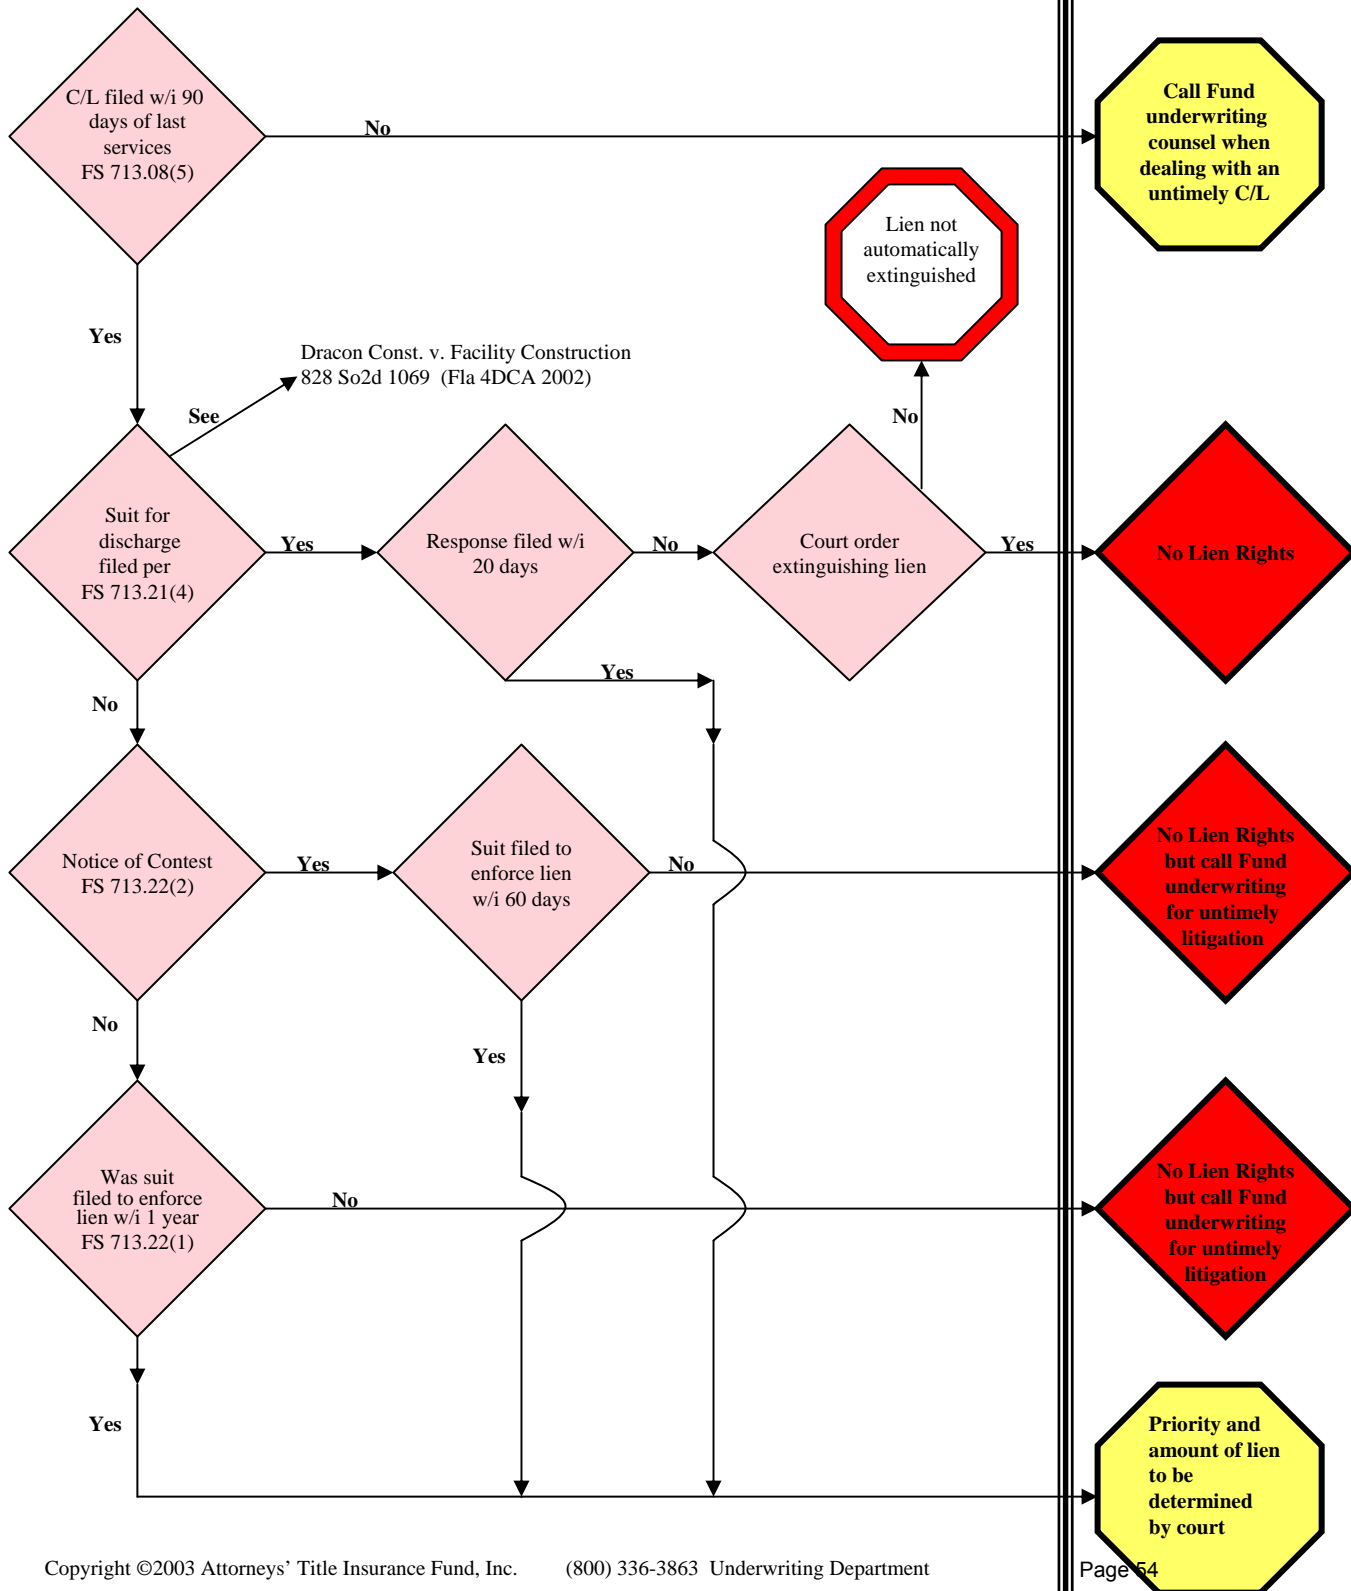 C/L filed w/i 90
days of last
services
FS 713.08(5)
No
Call Fund
underwriting
counsel when
dealing with an
untimely C/L
Lien not
automatically
extinguished
Yes
Dracon Const. v. Facility Construction
828 So2d 1069  (Fla 4DCA 2002)
See
No
Suit for
discharge
filed per
FS 713.21(4)
Yes
Response filed w/i
20 days
No
Court order
extinguishing lien
Yes
No Lien Rights
Yes
No
Notice of Contest
FS 713.22(2)
Yes
Suit filed to
enforce lien
w/i 60 days
No
No Lien Rights
but call Fund
underwriting
for untimely
litigation
No
Yes
Was suit
filed to enforce
lien w/i 1 year
FS 713.22(1)
No
No Lien Rights
but call Fund
underwriting
for untimely
litigation
Yes
Priority and
amount of lien
to be
determined
by court
Copyright ©2003 Attorneys' Title Insurance Fund, Inc.     (800) 336-3863  Underwriting Department
Page 54